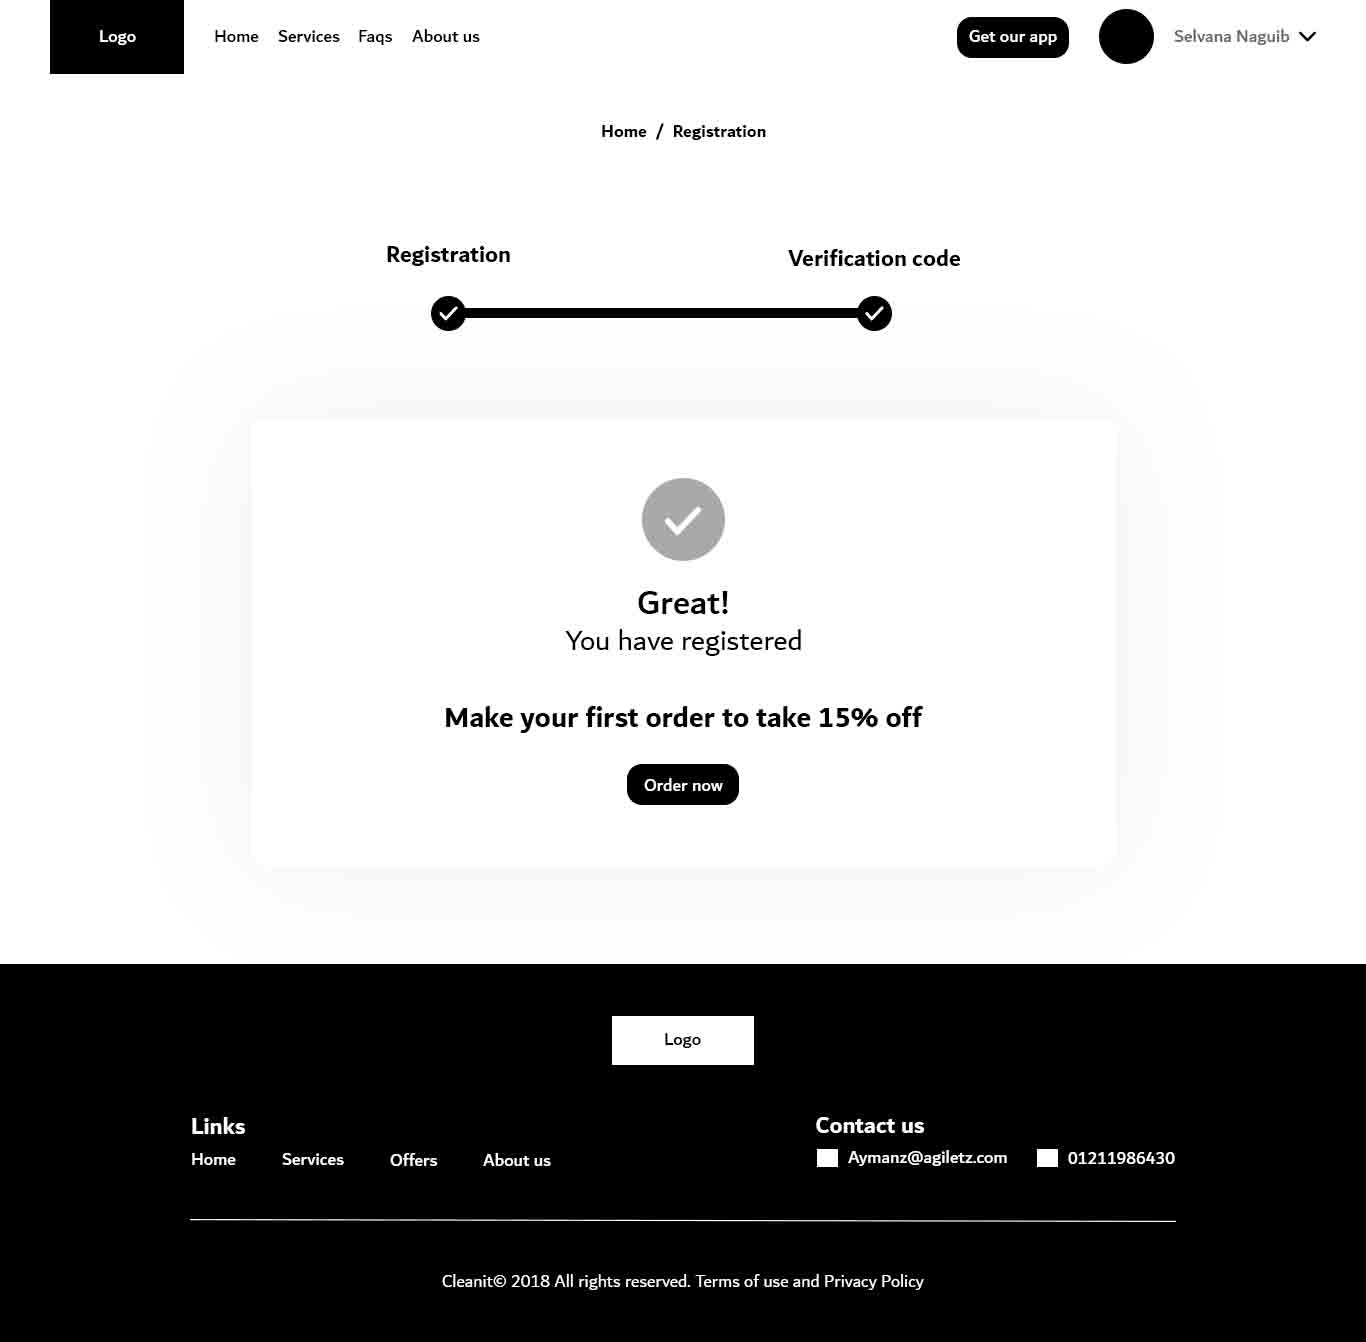 Logo
Home Services Faqs About us
Get our app
Selvana Naguib
Home / Registration
Registration
Verification code
Great!
You have registered
Make your first order to take 15% off
Order now
Logo
Links
Home Services Offers About us
Contact us
Aymanz@agiletz.com 01211986430
Cleanit© 2018 All rights reserved. Terms of use and Privacy Policy